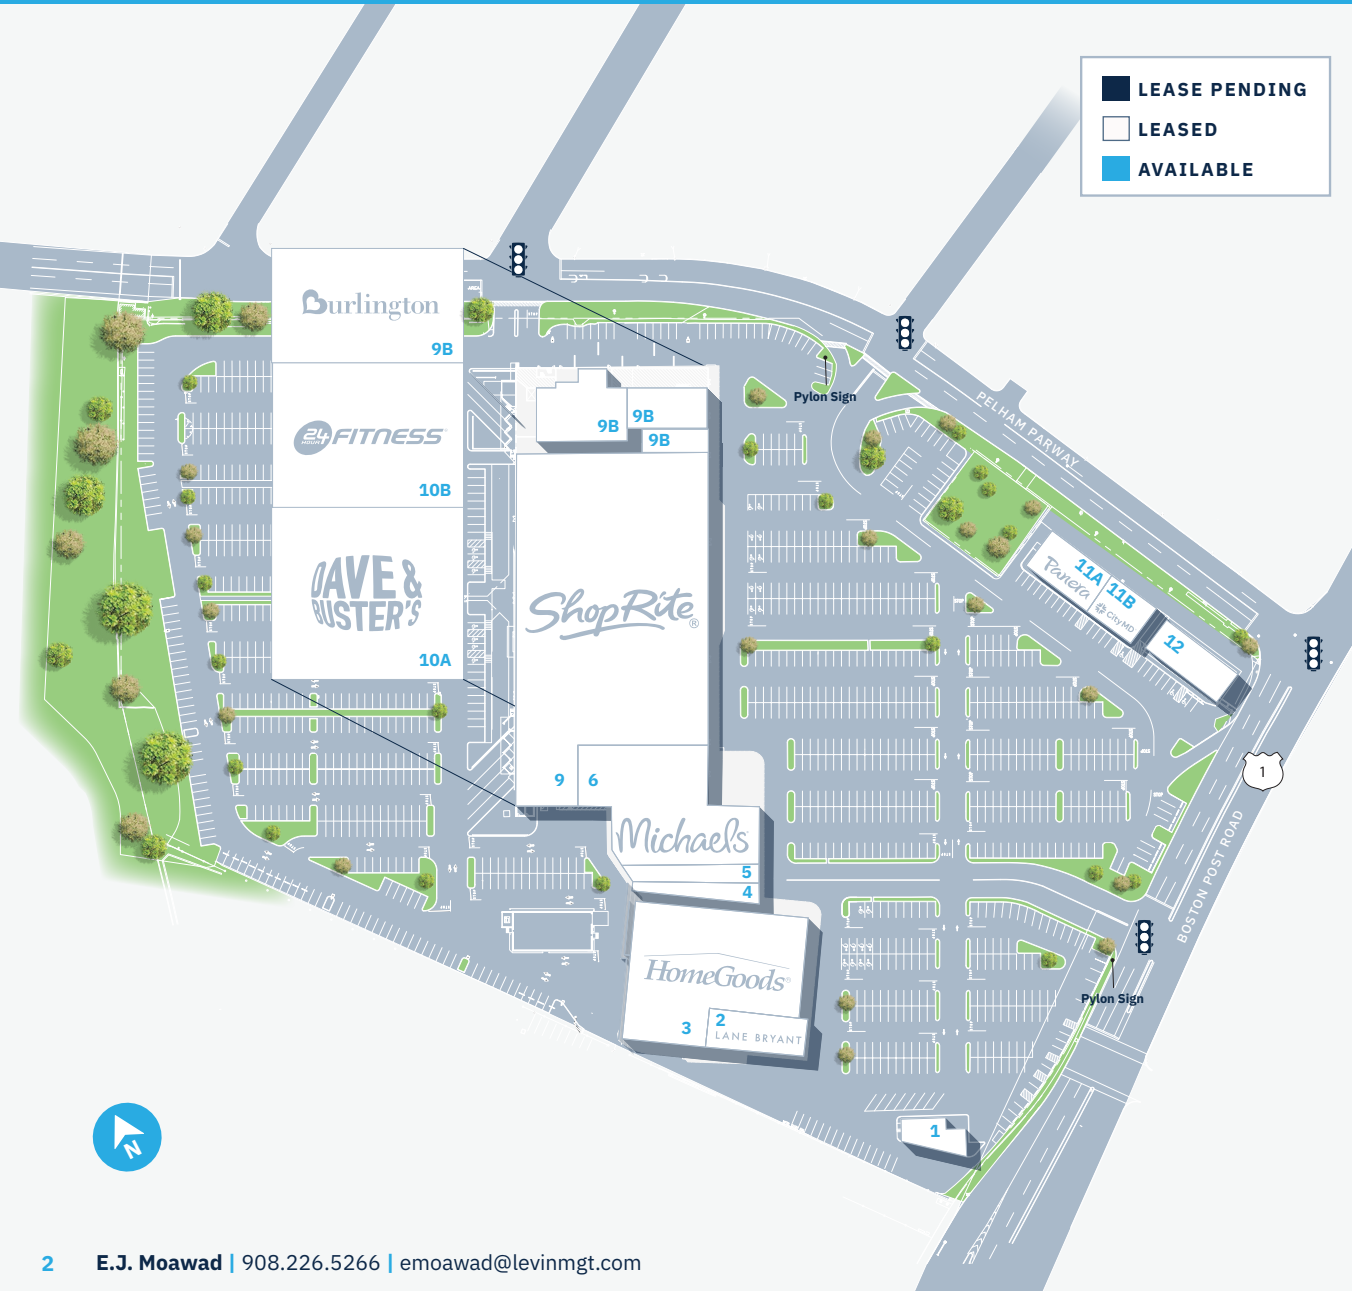 LEASE PENDING
LEASED
AVAILABLE
Burlington
9B
Pylon Sign
PELHAM PARWAY
9B
9B
9B
24 HOUR FITNESS
10B
DAVE & BUSTER'S
10A
ShopRite®
Panera
11A
11B
CityMD
12
1
BOSTON POST ROAD
9
6
Michaels
5
4
HomeGoods®
3
2
LANE BRYANT
Pylon Sign
1
N
2 E.J. Moawad | 908.226.5266 | emoawad@levinmgt.com